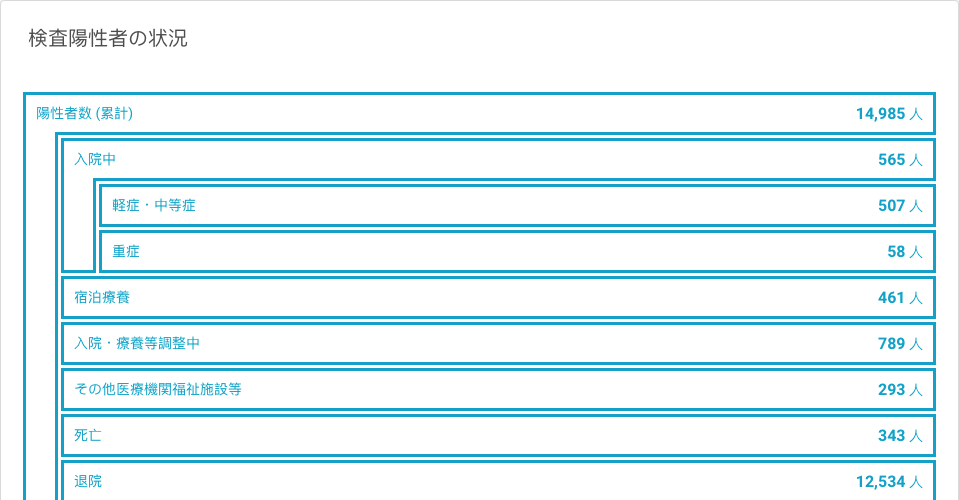 検査陽性者の状況
陽性者数 (累計) 14,985 人
入院中 565 人
軽症・中等症 507 人
重症 58 人
宿泊療養 461 人
入院・療養等調整中 789 人
その他医療機関福祉施設等 293 人
死亡 343 人
退院 12,534 人